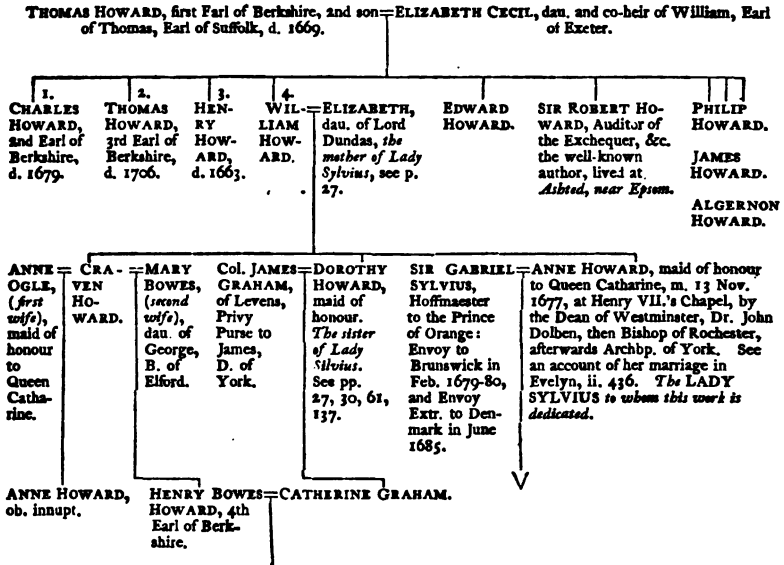 THOMAS HOWARD, first Earl of Berkshire, 2nd son=ELIZABETH CECIL, dau. and co-heir of William, Earl
of Thomas, Earl of Suffolk, d. 1669.
of Exeter.
1.
CHARLES
HOWARD,
2nd Earl of
Berkshire,
d. 1679.
2.
THOMAS
HOWARD,
3rd Earl of
Berkshire,
d. 1706.
3.
HEN-
RY
HOW-
ARD,
d. 1663.
4.
WIL-
LIAM
HOW-
ARD.
=ELIZABETH,
dau. of Lord
Dundas, the
mother of Lady
Sylvius, see p.
27.
EDWARD
HOWARD.
SIR ROBERT HO-
WARD, Auditor of
the Exchequer, &c.
the well-known
author, lived at
Ashted, near Epsom.
PHILIP
HOWARD.
JAMES
HOWARD.
ALGERNON
HOWARD.
ANNE=
OGLE,
(first
wife),
maid of
honour
to
Queen
Catha-
rine.
CRA-
VEN
HO-
WARD.
=MARY
BOWES,
(second
wife),
dau. of
George,
B. of
Elford.
Col. JAMES=
GRAHAM,
of Levens,
Privy
Purse to
James,
D. of
York.
DOROTHY
HOWARD,
maid of
honour.
The sister
of Lady
Silvius.
See pp.
27, 30, 61,
137.
SIR GABRIEL=
SYLVIUS,
Hoffmaester
to the Prince
of Orange:
Envoy to
Brunswick in
Feb. 1679-80,
and Envoy
Extr. to Den-
mark in June
1685.
ANNE HOWARD, maid of honour
to Queen Catharine, m. 13 Nov.
1677, at Henry VII.'s Chapel, by
the Dean of Westminster, Dr. John
Dolben, then Bishop of Rochester,
afterwards Archbp. of York. See
an account of her marriage in
Evelyn, ii. 436. The LADY
SYLVIUS to whom this work is
dedicated.
ANNE HOWARD,
ob. innupt.
HENRY BOWES=CATHERINE GRAHAM.
HOWARD, 4th
Earl of Berk-
shire.